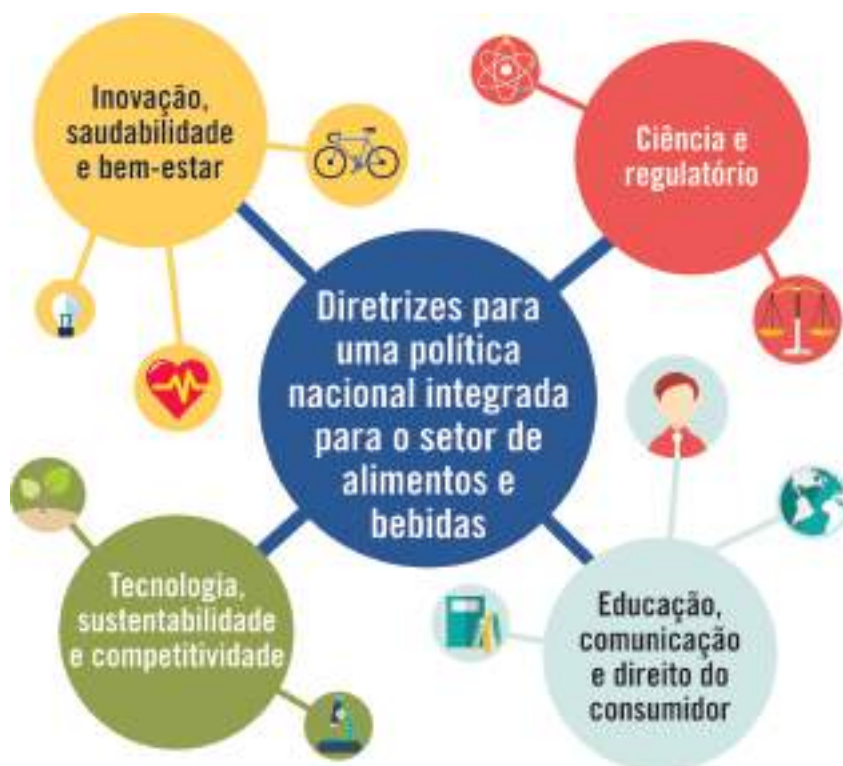 Inovação,
saudabilidade
e bem-estar
Ciência e
regulatório
Diretrizes para
uma política
nacional integrada
para o setor de
alimentos e
bebidas
Tecnologia,
sustentabilidade
e competitividade
Educação,
comunicação
e direito do
consumidor